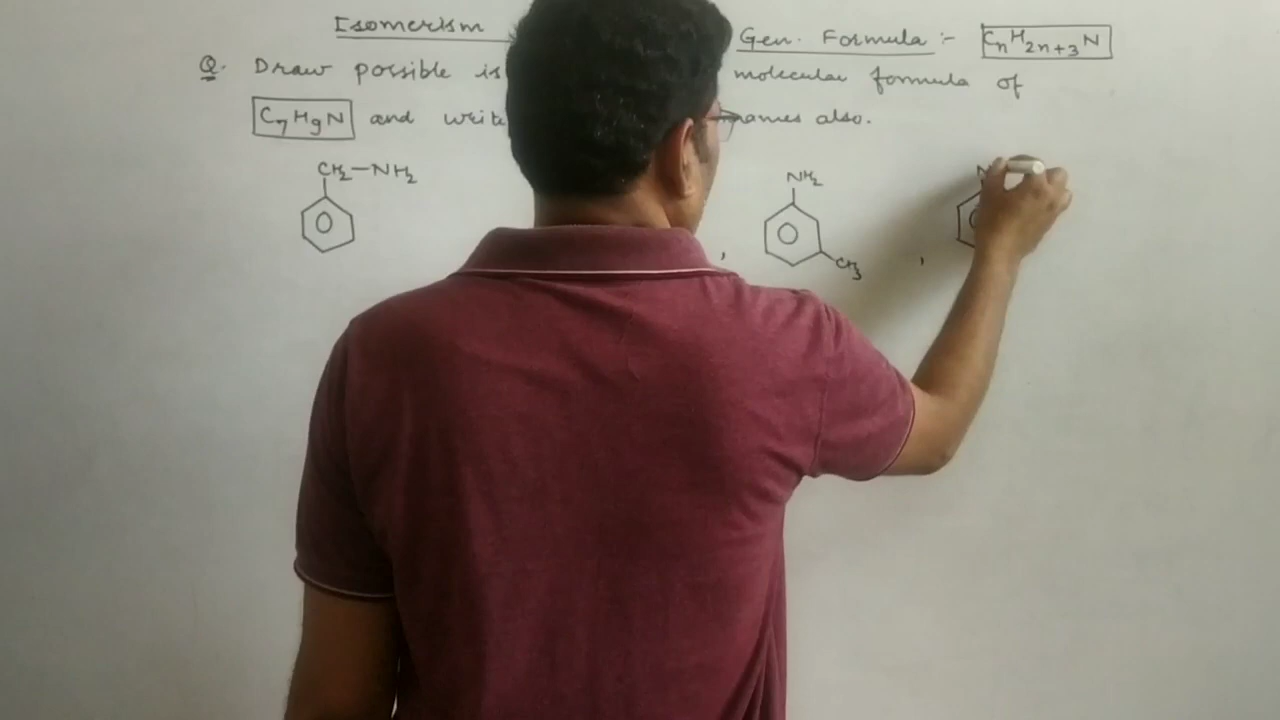 Isomerism Gen. Formula :- CnH2n+3N
Q. Draw possible is molecular formula of
C7H9N and write names also.
CH2-NH2
NH2
CH3
N